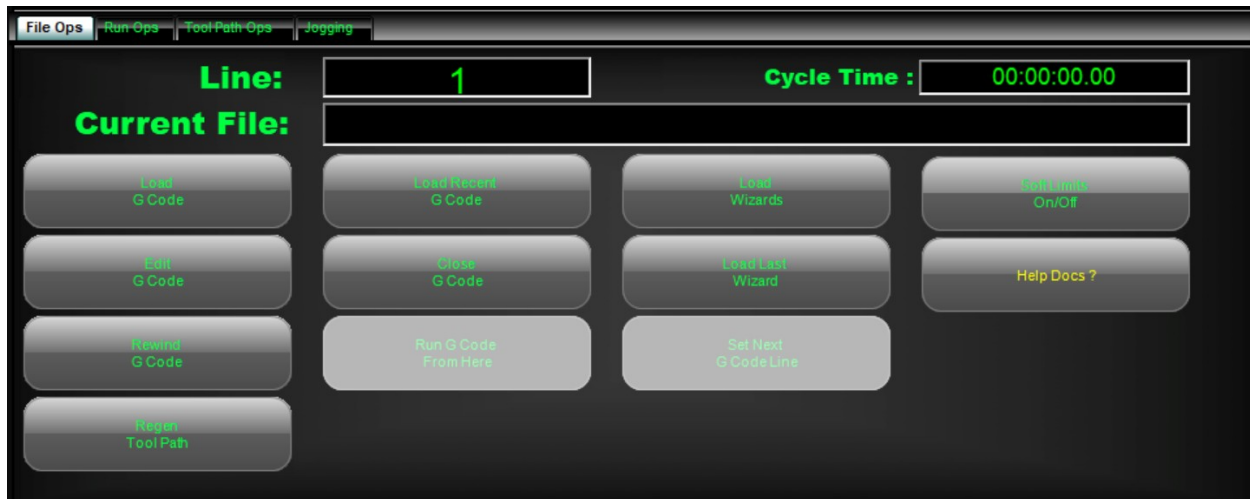 File Ops Run Ops Tool Path Ops Jogging
Line: 1 Cycle Time : 00:00:00.00
Current File:
Load
G Code
Load Recent
G Code
Load
Wizards
Soft Limits
On/Off
Edit
G Code
Close
G Code
Load Last
Wizard
Help Docs ?
Rewind
G Code
Run G Code
From Here
Set Next
G Code Line
Regen
Tool Path